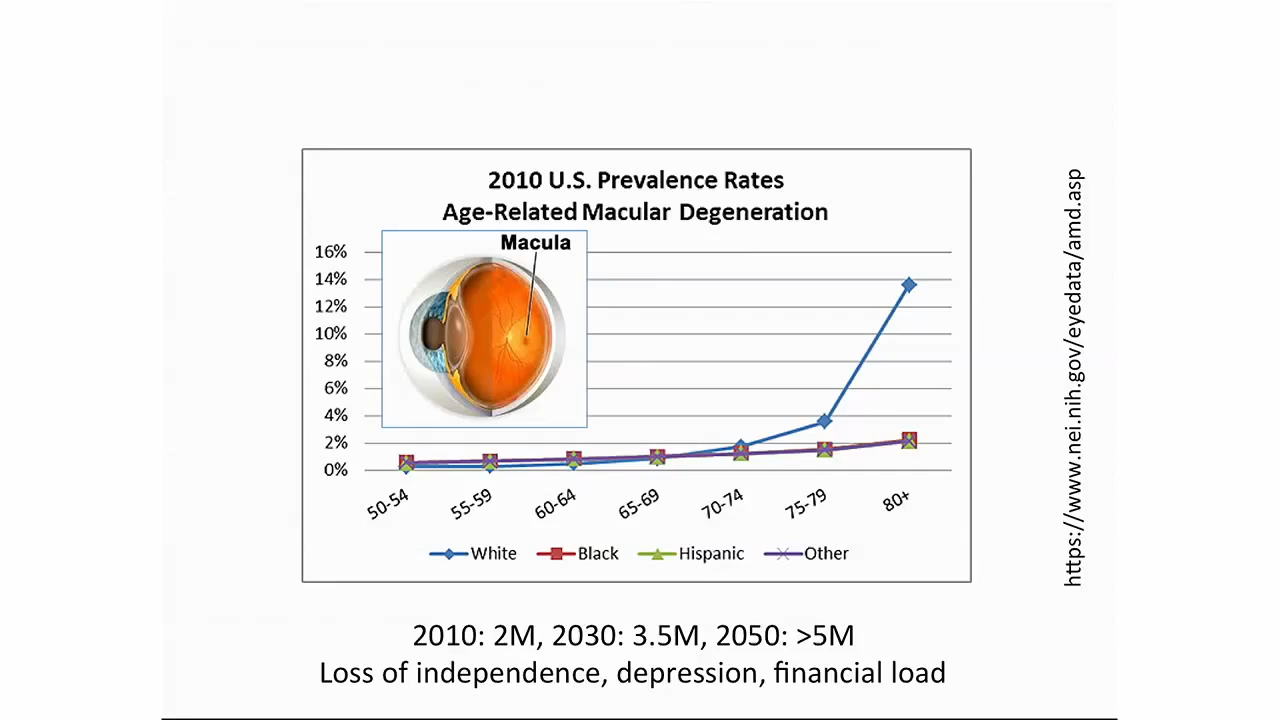 2010 U.S. Prevalence Rates
Age-Related Macular Degeneration
Macula
16%
14%
12%
10%
8%
6%
4%
2%
0%
50-54
55-59
60-64
65-69
70-74
75-79
80+
White
Black
Hispanic
Other
https://www.nei.nih.gov/eyedata/amd.asp
2010: 2M, 2030: 3.5M, 2050: >5M
Loss of independence, depression, financial load